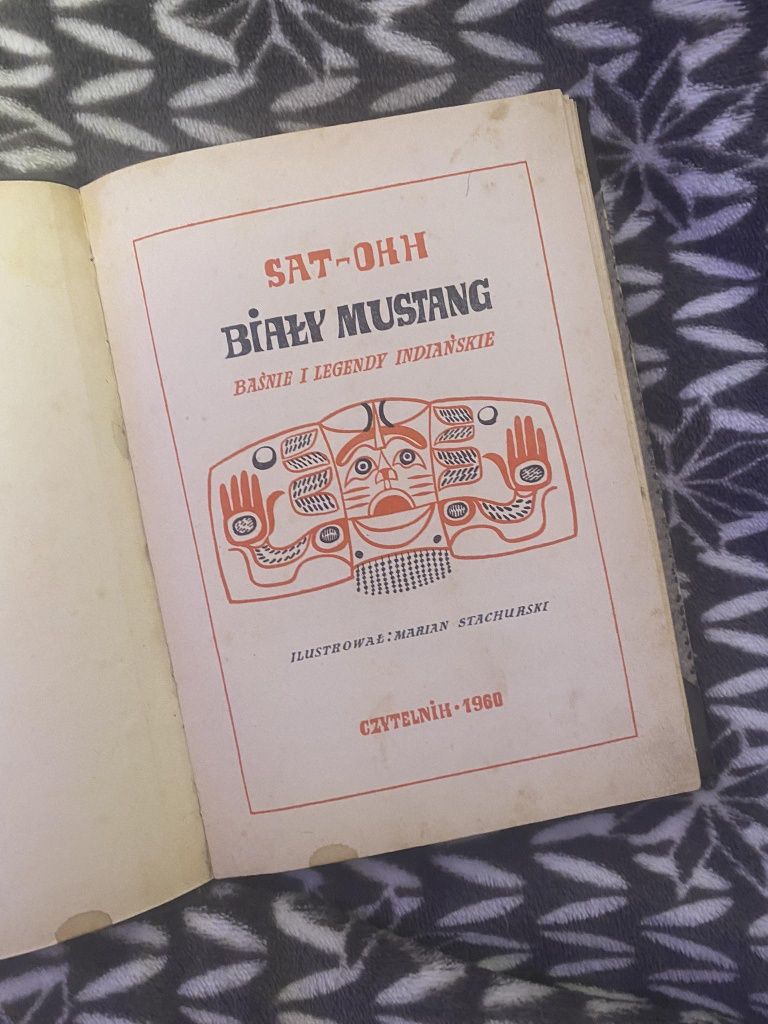 SAT-OKH
BIAŁY MUSTANG
BAŚNIE I LEGENDY INDIAŃSKIE
ILUSTROWAŁ: MARIAN STACHURSKI
CZYTELNIK • 1960